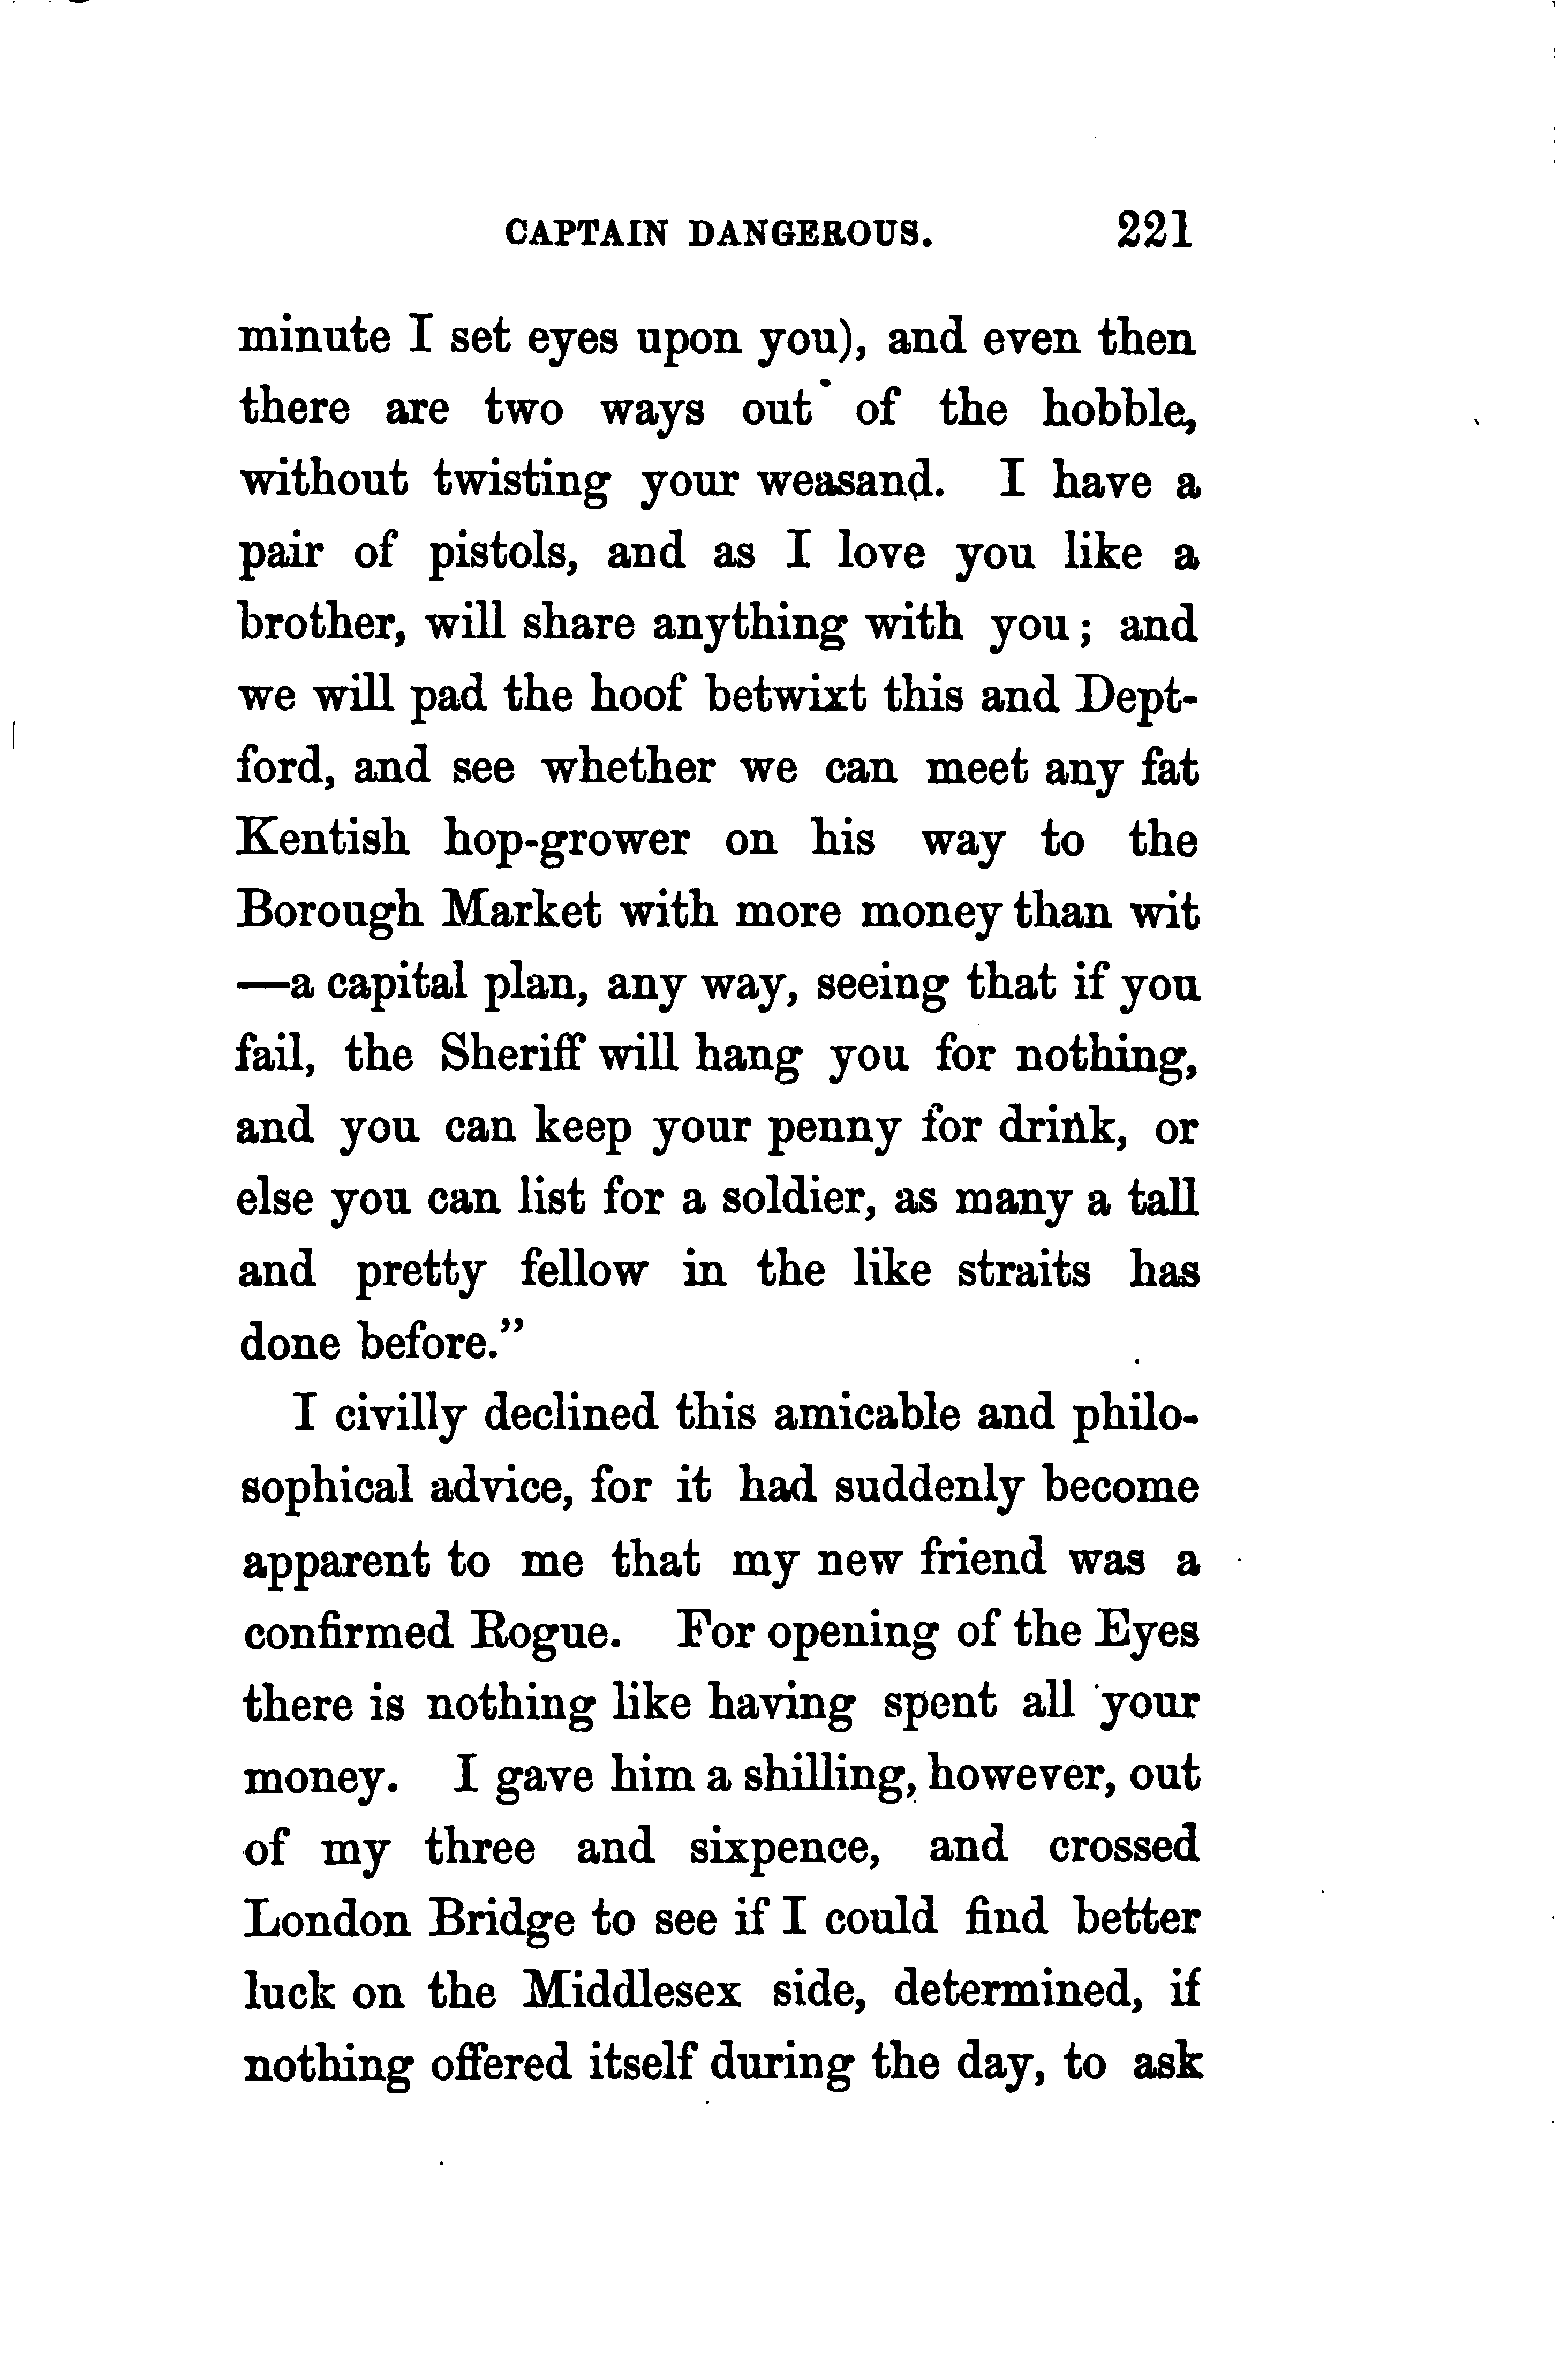 CAPTAIN DANGEROUS. 221
minute I set eyes upon you), and even then
there are two ways out of the hobble,
without twisting your weasand. I have a
pair of pistols, and as I love you like a
brother, will share anything with you; and
we will pad the hoof betwixt this and Dept-
ford, and see whether we can meet any fat
Kentish hop-grower on his way to the
Borough Market with more money than wit
—a capital plan, any way, seeing that if you
fail, the Sheriff will hang you for nothing,
and you can keep your penny for drink, or
else you can list for a soldier, as many a tall
and pretty fellow in the like straits has
done before.”
I civilly declined this amicable and philo-
sophical advice, for it had suddenly become
apparent to me that my new friend was a
confirmed Rogue. For opening of the Eyes
there is nothing like having spent all your
money. I gave him a shilling, however, out
of my three and sixpence, and crossed
London Bridge to see if I could find better
luck on the Middlesex side, determined, if
nothing offered itself during the day, to ask